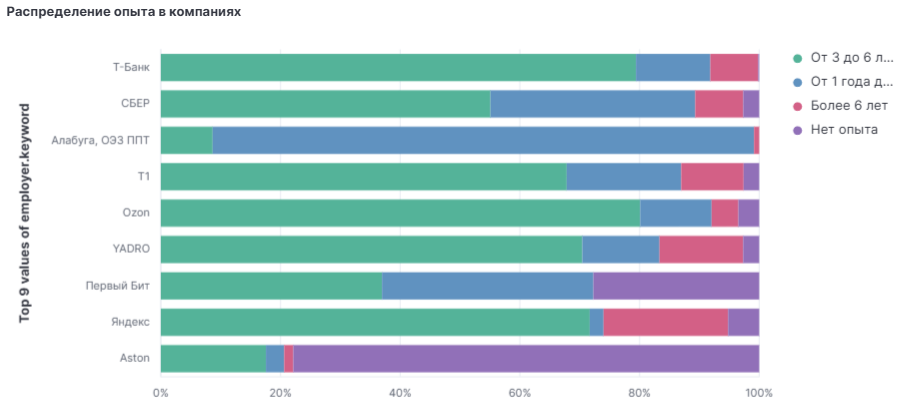 Распределение опыта в компаниях
Top 9 values of employer.keyword
Т-Банк
СБЕР
Алабуга, ОЭЗ ППТ
Т1
Ozon
YADRO
Первый Бит
Яндекс
Aston
0%
20%
40%
60%
80%
100%
От 3 до 6 л...
От 1 года д...
Более 6 лет
Нет опыта